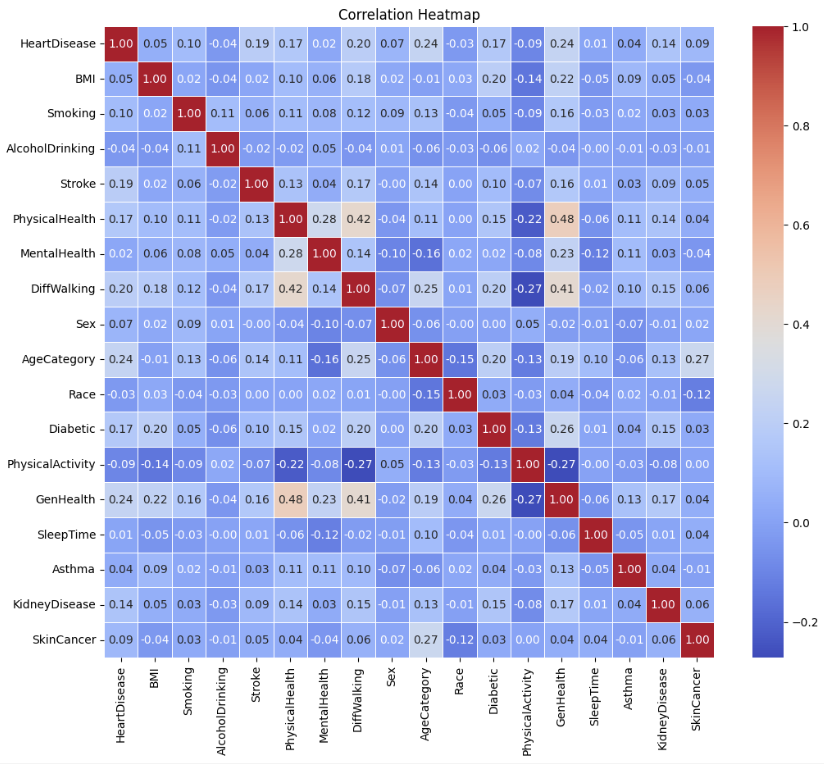 Correlation Heatmap
HeartDisease 1.00 0.05 0.10 -0.04 0.19 0.17 0.02 0.20 0.07 0.24 -0.03 0.17 -0.09 0.24 0.01 0.04 0.14 0.09
BMI 0.05 1.00 0.02 -0.04 0.02 0.10 0.06 0.18 0.02 -0.01 0.03 0.20 -0.14 0.22 -0.05 0.09 0.05 -0.04
Smoking 0.10 0.02 1.00 0.11 0.06 0.11 0.08 0.12 0.09 0.13 -0.04 0.05 -0.09 0.16 -0.03 0.02 0.03 0.03
AlcoholDrinking -0.04 -0.04 0.11 1.00 -0.02 -0.02 0.05 -0.04 0.01 -0.06 -0.03 -0.06 0.02 -0.04 -0.00 -0.01 -0.03 -0.01
Stroke 0.19 0.02 0.06 -0.02 1.00 0.13 0.04 0.17 -0.00 0.14 0.00 0.10 -0.07 0.16 0.01 0.03 0.09 0.05
PhysicalHealth 0.17 0.10 0.11 -0.02 0.13 1.00 0.28 0.42 -0.04 0.11 0.00 0.15 -0.22 0.48 -0.06 0.11 0.14 0.04
MentalHealth 0.02 0.06 0.08 0.05 0.04 0.28 1.00 0.14 -0.10 -0.16 0.02 0.02 -0.08 0.23 -0.12 0.11 0.03 -0.04
DiffWalking 0.20 0.18 0.12 -0.04 0.17 0.42 0.14 1.00 -0.07 0.25 0.01 0.20 -0.27 0.41 -0.02 0.10 0.15 0.06
Sex 0.07 0.02 0.09 0.01 -0.00 -0.04 -0.10 -0.07 1.00 -0.06 -0.00 0.00 0.05 -0.02 -0.01 -0.07 -0.01 0.02
AgeCategory 0.24 -0.01 0.13 -0.06 0.14 0.11 -0.16 0.25 -0.06 1.00 -0.15 0.20 -0.13 0.19 0.10 -0.06 0.13 0.27
Race -0.03 0.03 -0.04 -0.03 0.00 0.00 0.02 0.01 -0.00 -0.15 1.00 0.03 -0.03 0.04 -0.04 0.02 -0.01 -0.12
Diabetic 0.17 0.20 0.05 -0.06 0.10 0.15 0.02 0.20 0.00 0.20 0.03 1.00 -0.13 0.26 0.01 0.04 0.15 0.03
PhysicalActivity -0.09 -0.14 -0.09 0.02 -0.07 -0.22 -0.08 -0.27 0.05 -0.13 -0.03 -0.13 1.00 -0.27 -0.00 -0.03 -0.08 0.00
GenHealth 0.24 0.22 0.16 -0.04 0.16 0.48 0.23 0.41 -0.02 0.19 0.04 0.26 -0.27 1.00 -0.06 0.13 0.17 0.04
SleepTime 0.01 -0.05 -0.03 -0.00 0.01 -0.06 -0.12 -0.02 -0.01 0.10 -0.04 0.01 -0.00 -0.06 1.00 -0.05 0.01 0.04
Asthma 0.04 0.09 0.02 -0.01 0.03 0.11 0.11 0.10 -0.07 -0.06 0.02 0.04 -0.03 0.13 -0.05 1.00 0.04 -0.01
KidneyDisease 0.14 0.05 0.03 -0.03 0.09 0.14 0.03 0.15 -0.01 0.13 -0.01 0.15 -0.08 0.17 0.01 0.04 1.00 0.06
SkinCancer 0.09 -0.04 0.03 -0.01 0.05 0.04 -0.04 0.06 0.02 0.27 -0.12 0.03 0.00 0.04 0.04 -0.01 0.06 1.00
HeartDisease
BMI
Smoking
AlcoholDrinking
Stroke
PhysicalHealth
MentalHealth
DiffWalking
Sex
AgeCategory
Race
Diabetic
PhysicalActivity
GenHealth
SleepTime
Asthma
KidneyDisease
SkinCancer
1.0
0.8
0.6
0.4
0.2
0.0
−0.2